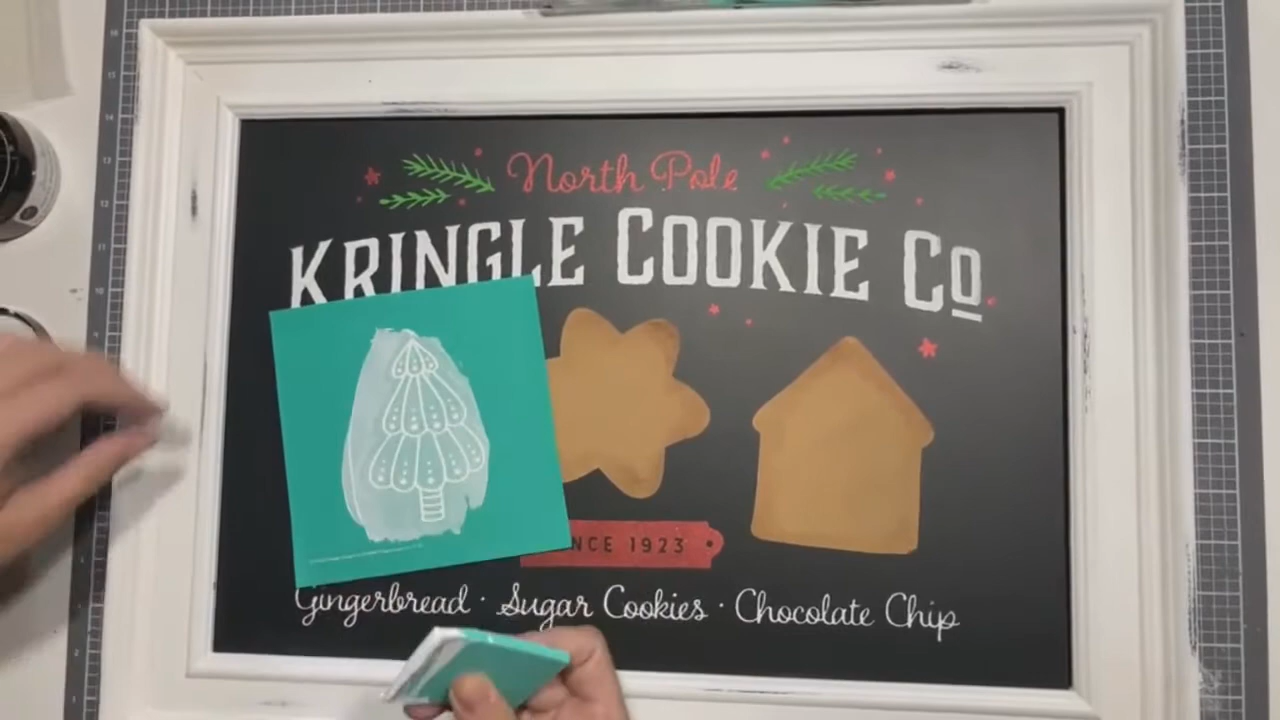 North Pole
KRINGLE COOKIE Co
NCE 1923
Gingerbread · Sugar Cookies · Chocolate Chip